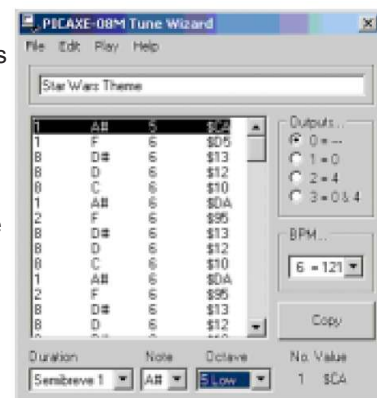 PICAXE-08M Tune Wizard
File Edit Play Help
Star Wars Theme
1 A# 5 $CA
1 F 6 $D5
8 D# 6 $13
8 D 6 $12
8 C 6 $10
1 A# 6 $DA
2 F 6 $95
8 D# 6 $13
8 D 6 $12
8 C 6 $10
1 A# 6 $DA
2 F 6 $95
8 D# 6 $13
8 D 6 $12
Outputs...
0 = --
1 = 0
2 = 4
3 = 0 & 4
BPM...
6 = 121
Copy
Duration Note Octave No. Value
Semibreve 1 A# 5 Low 1 $CA